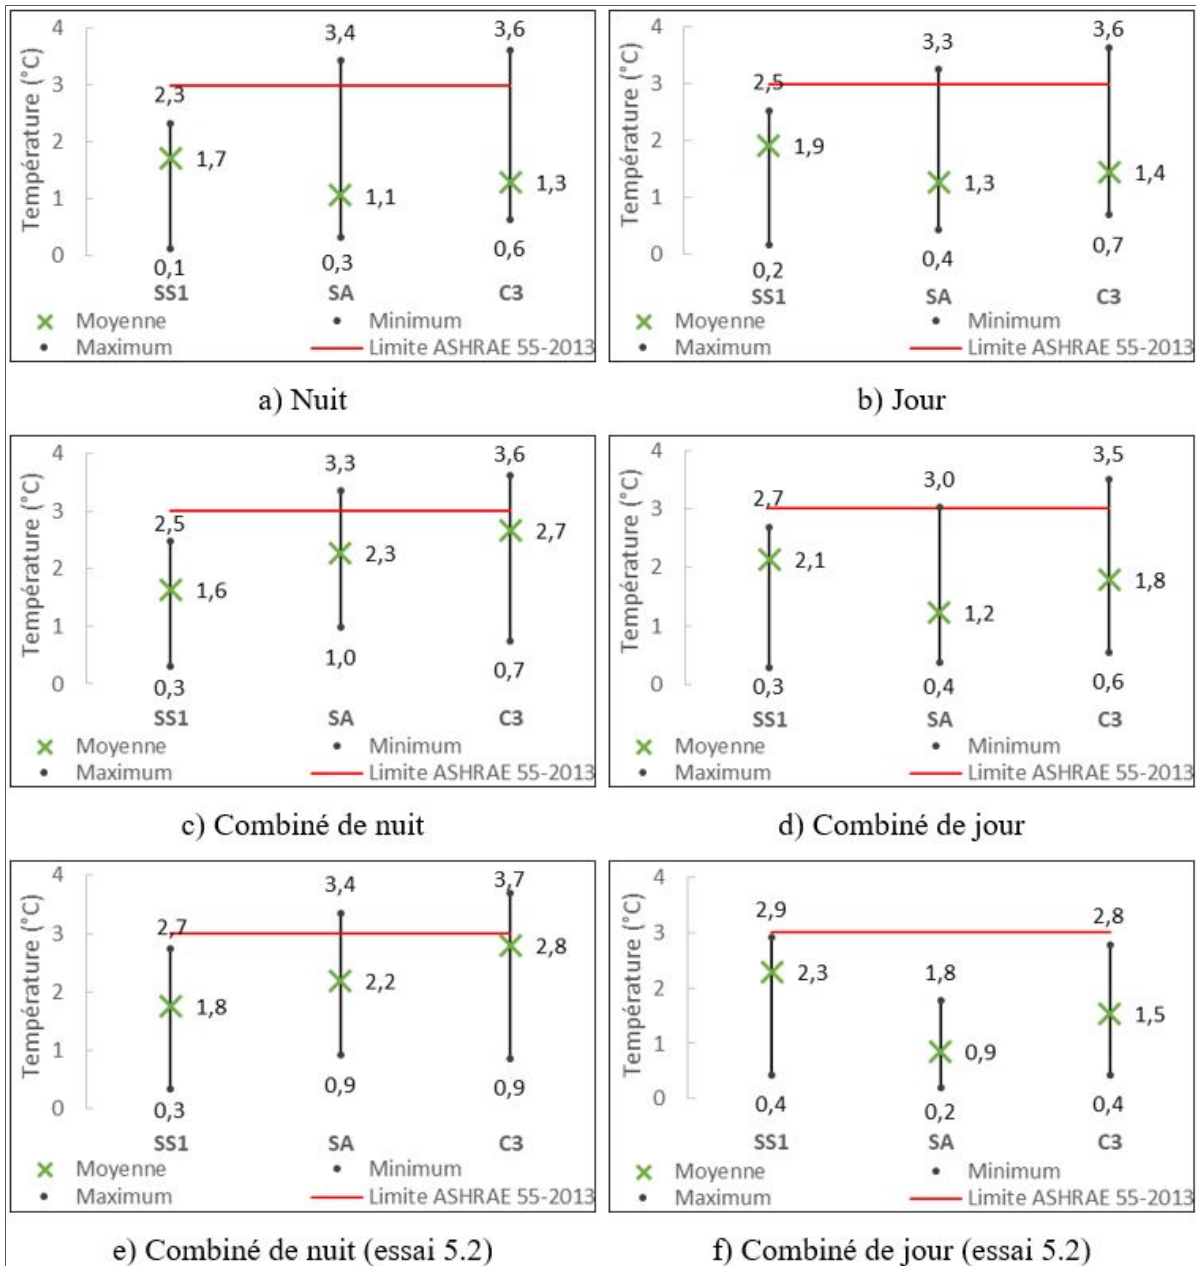 Température (°C)
4
3
2
1
0
2,3
1,7
0,1
3,4
1,1
0,3
3,6
1,3
0,6
SS1 SA C3
Moyenne Minimum
Maximum Limite ASHRAE 55-2013
a) Nuit
Température (°C)
4
3
2
1
0
2,5
1,9
0,2
3,3
1,3
0,4
3,6
1,4
0,7
SS1 SA C3
Moyenne Minimum
Maximum Limite ASHRAE 55-2013
b) Jour
Température (°C)
4
3
2
1
0
2,5
1,6
0,3
3,3
2,3
1,0
3,6
2,7
0,7
SS1 SA C3
Moyenne Minimum
Maximum Limite ASHRAE 55-2013
c) Combiné de nuit
Température (°C)
4
3
2
1
0
2,7
2,1
0,3
3,0
1,2
0,4
3,5
1,8
0,6
SS1 SA C3
Moyenne Minimum
Maximum Limite ASHRAE 55-2013
d) Combiné de jour
Température (°C)
4
3
2
1
0
2,7
1,8
0,3
3,4
2,2
0,9
3,7
2,8
0,9
SS1 SA C3
Moyenne Minimum
Maximum Limite ASHRAE 55-2013
e) Combiné de nuit (essai 5.2)
Température (°C)
4
3
2
1
0
2,9
2,3
0,4
1,8
0,9
0,2
2,8
1,5
0,4
SS1 SA C3
Moyenne Minimum
Maximum Limite ASHRAE 55-2013
f) Combiné de jour (essai 5.2)